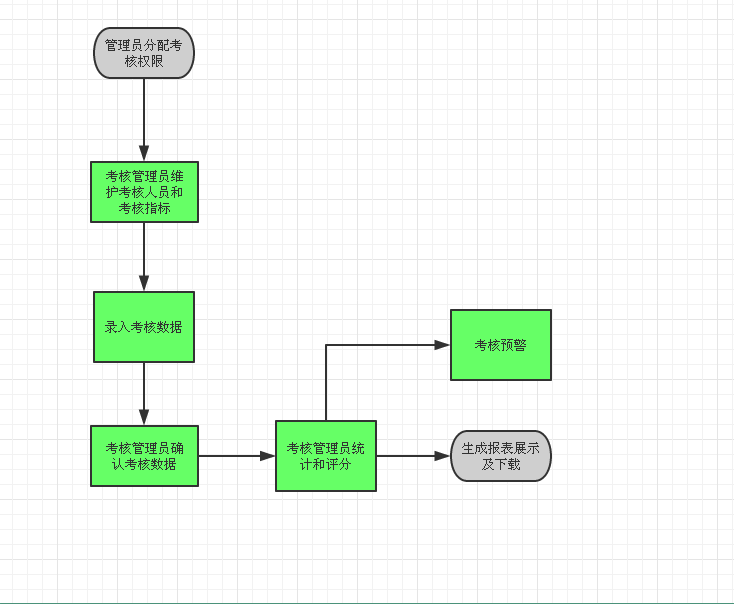 管理员分配考
核权限
考核管理员维
护考核人员和
考核指标
录入考核数据
考核管理员确
认考核数据
考核管理员统
计和评分
考核预警
生成报表展示
及下载